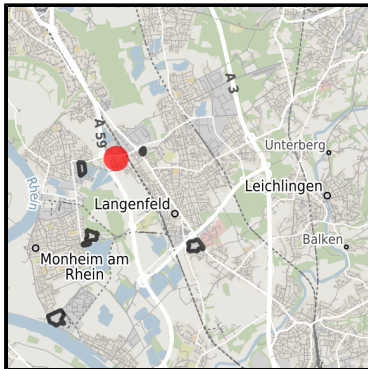 A 3
A 59
Unterberg
Rhein
Leichlingen
Langenfeld
Balken
Monheim am
Rhein